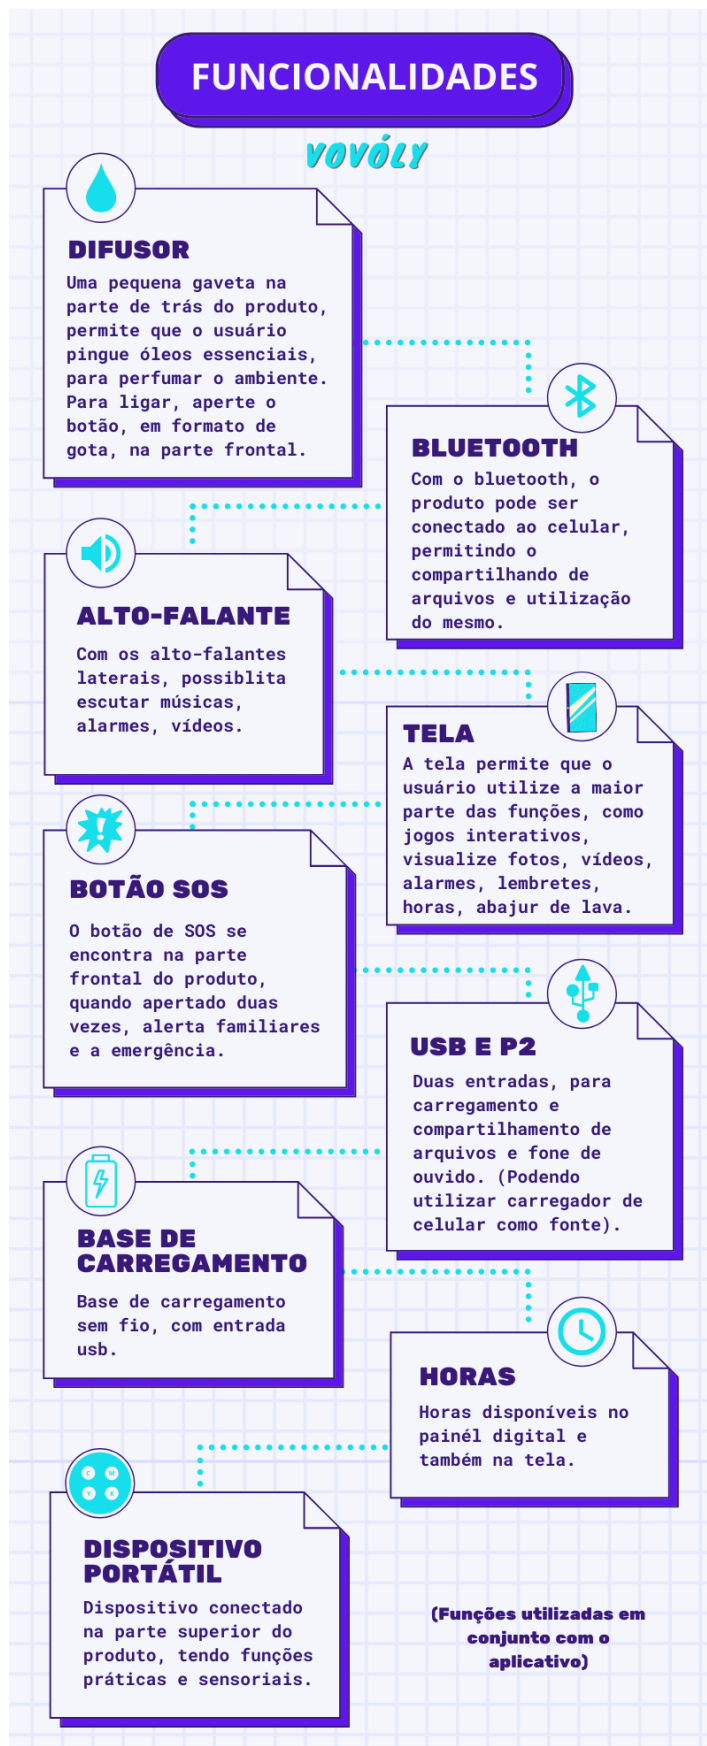 FUNCIONALIDADES
VOVÓLY
DIFUSOR
Uma pequena gaveta na
parte de trás do produto,
permite que o usuário
pingue óleos essenciais,
para perfumar o ambiente.
Para ligar, aperte o
botão, em formato de
gota, na parte frontal.
BLUETOOTH
Com o bluetooth, o
produto pode ser
conectado ao celular,
permitindo o
compartilhando de
arquivos e utilização
do mesmo.
ALTO-FALANTE
Com os alto-falantes
laterais, possiblita
escutar músicas,
alarmes, vídeos.
TELA
A tela permite que o
usuário utilize a maior
parte das funções, como
jogos interativos,
visualize fotos, vídeos,
alarmes, lembretes,
horas, abajur de lava.
BOTÃO SOS
O botão de SOS se
encontra na parte
frontal do produto,
quando apertado duas
vezes, alerta familiares
e a emergência.
USB E P2
Duas entradas, para
carregamento e
compartilhamento de
arquivos e fone de
ouvido. (Podendo
utilizar carregador de
celular como fonte).
BASE DE
CARREGAMENTO
Base de carregamento
sem fio, com entrada
usb.
HORAS
Horas disponíveis no
painél digital e
também na tela.
C M
Y K
DISPOSITIVO
PORTÁTIL
Dispositivo conectado
na parte superior do
produto, tendo funções
práticas e sensoriais.
(Funções utilizadas em
conjunto com o
aplicativo)